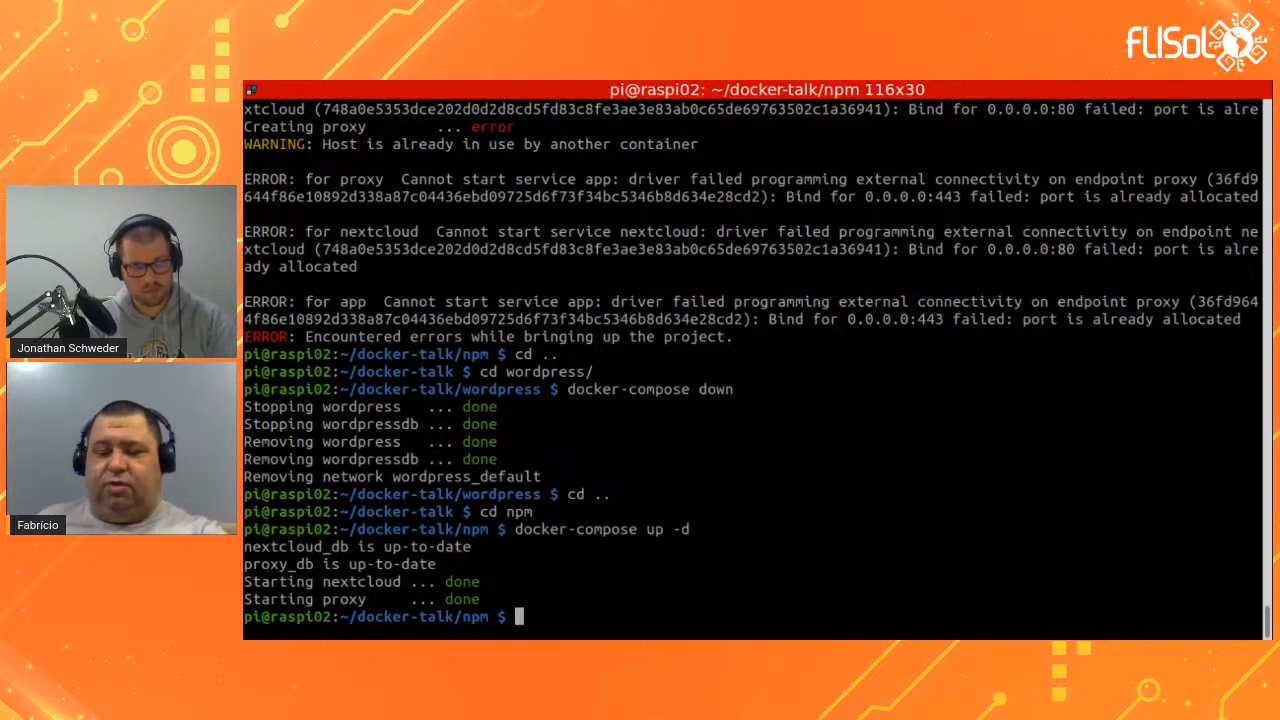 FLISoL
pi@raspi02: ~/docker-talk/npm 116x30
xtcloud (748a0e5353dce202d0d2d8cd5fd83c8fe3ae3e83ab0c65de69763502c1a36941): Bind for 0.0.0.0:80 failed: port is alre
Creating proxy ... error
WARNING: Host is already in use by another container
ERROR: for proxy Cannot start service app: driver failed programming external connectivity on endpoint proxy (36fd9
644f86e10892d338a87c04436ebd09725d6f73f34bc5346b8d634e28cd2): Bind for 0.0.0.0:443 failed: port is already allocated
ERROR: for nextcloud Cannot start service nextcloud: driver failed programming external connectivity on endpoint ne
xtcloud (748a0e5353dce202d0d2d8cd5fd83c8fe3ae3e83ab0c65de69763502c1a36941): Bind for 0.0.0.0:80 failed: port is alre
ady allocated
ERROR: for app Cannot start service app: driver failed programming external connectivity on endpoint proxy (36fd964
4f86e10892d338a87c04436ebd09725d6f73f34bc5346b8d634e28cd2): Bind for 0.0.0.0:443 failed: port is already allocated
ERROR: Encountered errors while bringing up the project.
pi@raspi02:~/docker-talk/npm $ cd ..
pi@raspi02:~/docker-talk $ cd wordpress/
pi@raspi02:~/docker-talk/wordpress $ docker-compose down
Stopping wordpress ... done
Stopping wordpressdb ... done
Removing wordpress ... done
Removing wordpressdb ... done
Removing network wordpress_default
pi@raspi02:~/docker-talk/wordpress $ cd ..
pi@raspi02:~/docker-talk $ cd npm
pi@raspi02:~/docker-talk/npm $ docker-compose up -d
nextcloud_db is up-to-date
proxy_db is up-to-date
Starting nextcloud ... done
Starting proxy ... done
pi@raspi02:~/docker-talk/npm $
Jonathan Schweder
Fabrício